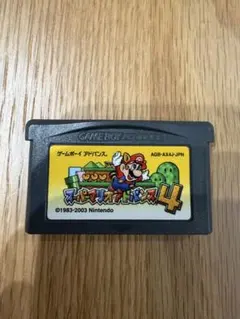 GAME BOY ADVANCE
ゲームボーイ アドバンス
AGB-AX4J-JPN
スーパーマリオアドバンス4
©1983-2003 Nintendo